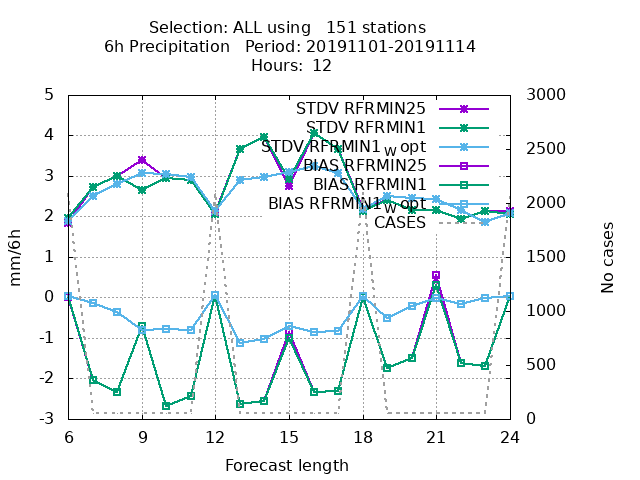 Selection: ALL using   151 stations
6h Precipitation   Period: 20191101-20191114
Hours:  12
STDV RFRMIN25
STDV RFRMIN1
STDV RFRMIN1W opt
BIAS RFRMIN25
BIAS RFRMIN1
BIAS RFRMIN1W opt
CASES
5
4
3
2
1
0
-1
-2
-3
mm/6h
3000
2500
2000
1500
1000
500
0
No cases
6 9 12 15 18 21 24
Forecast length